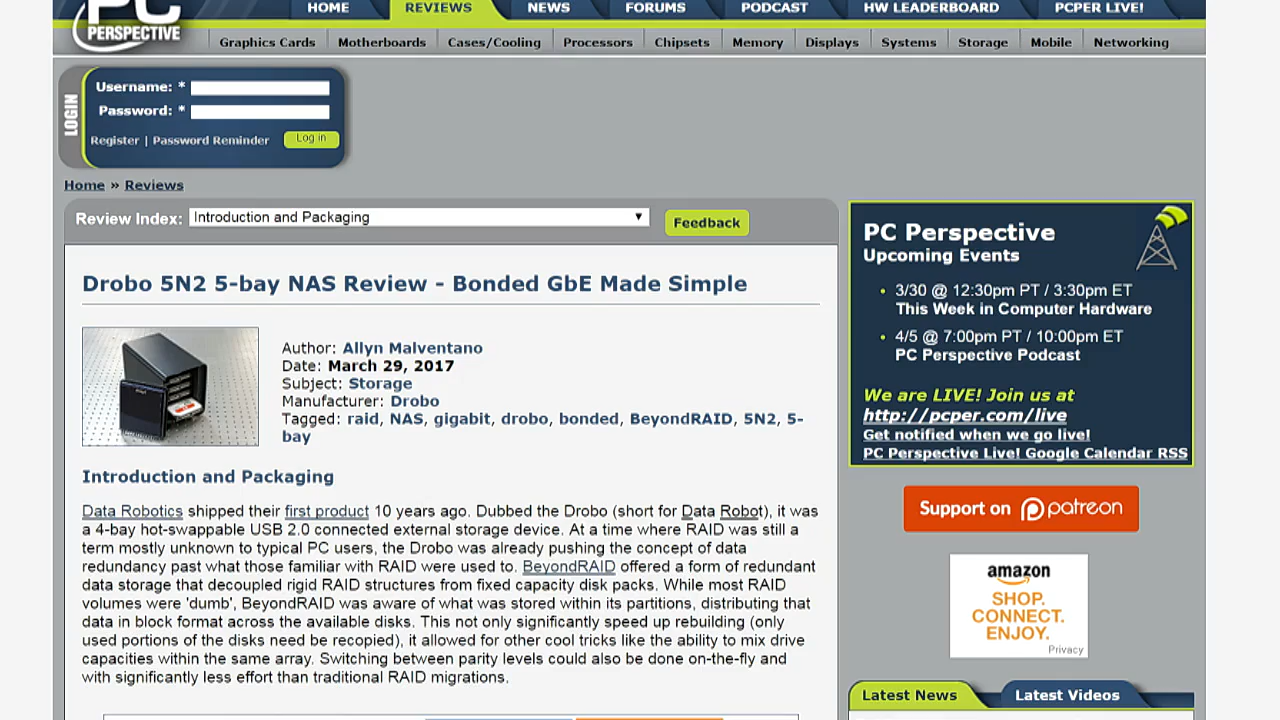 PC
PERSPECTIVE
HOME REVIEWS NEWS FORUMS PODCAST HW LEADERBOARD PCPER LIVE!
Graphics Cards Motherboards Cases/Cooling Processors Chipsets Memory Displays Systems Storage Mobile Networking
LOGIN
Username: *
Password: *
Register | Password Reminder Log in
Home » Reviews
Review Index: Introduction and Packaging Feedback
Drobo 5N2 5-bay NAS Review - Bonded GbE Made Simple
Author: Allyn Malventano
Date: March 29, 2017
Subject: Storage
Manufacturer: Drobo
Tagged: raid, NAS, gigabit, drobo, bonded, BeyondRAID, 5N2, 5-
bay
Introduction and Packaging
Data Robotics shipped their first product 10 years ago. Dubbed the Drobo (short for Data Robot), it was
a 4-bay hot-swappable USB 2.0 connected external storage device. At a time where RAID was still a
term mostly unknown to typical PC users, the Drobo was already pushing the concept of data
redundancy past what those familiar with RAID were used to. BeyondRAID offered a form of redundant
data storage that decoupled rigid RAID structures from fixed capacity disk packs. While most RAID
volumes were 'dumb', BeyondRAID was aware of what was stored within its partitions, distributing that
data in block format across the available disks. This not only significantly speed up rebuilding (only
used portions of the disks need be recopied), it allowed for other cool tricks like the ability to mix drive
capacities within the same array. Switching between parity levels could also be done on-the-fly and
with significantly less effort than traditional RAID migrations.
PC Perspective
Upcoming Events
• 3/30 @ 12:30pm PT / 3:30pm ET
This Week in Computer Hardware
• 4/5 @ 7:00pm PT / 10:00pm ET
PC Perspective Podcast
We are LIVE! Join us at
http://pcper.com/live
Get notified when we go live!
PC Perspective Live! Google Calendar RSS
Support on patreon
amazon
SHOP.
CONNECT.
ENJOY.
Privacy
Latest News Latest Videos